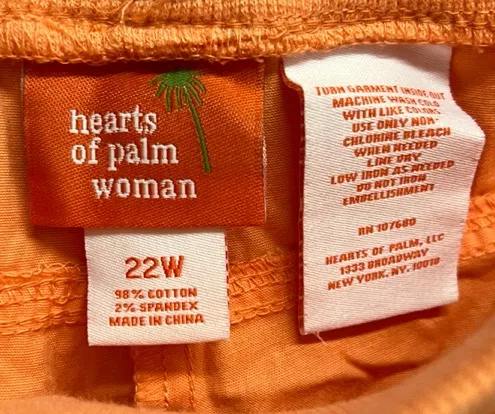 hearts
of palm
woman
22W
98% COTTON
2% SPANDEX
MADE IN CHINA
TURN GARMENT INSIDE OUT
MACHINE WASH COLD
WITH LIKE COLORS
USE ONLY NON-
CHLORINE BLEACH
WHEN NEEDED
LINE DRY
LOW IRON AS NEEDED
DO NOT IRON
EMBELLISHMENT
RN 107680
HEARTS OF PALM, LLC
1333 BROADWAY
NEW YORK, NY. 10018